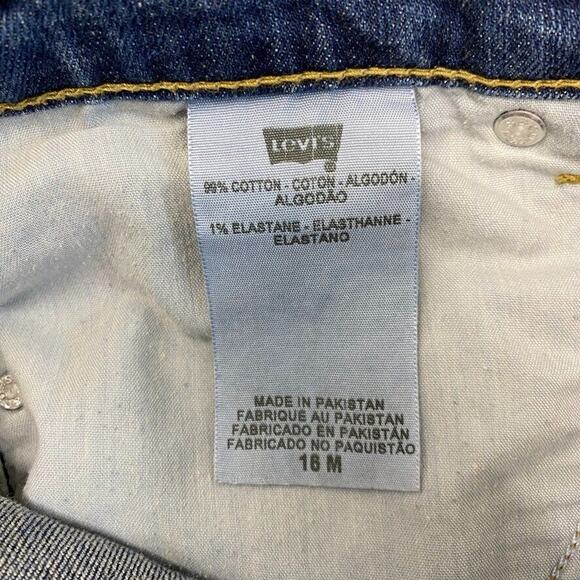 Levi's
99% COTTON - COTON - ALGODÓN -
ALGODÃO
1% ELASTANE - ELASTHANNE -
ELASTANO
MADE IN PAKISTAN
FABRIQUE AU PAKISTAN
FABRICADO EN PAKISTÁN
FABRICADO NO PAQUISTÃO
16 M